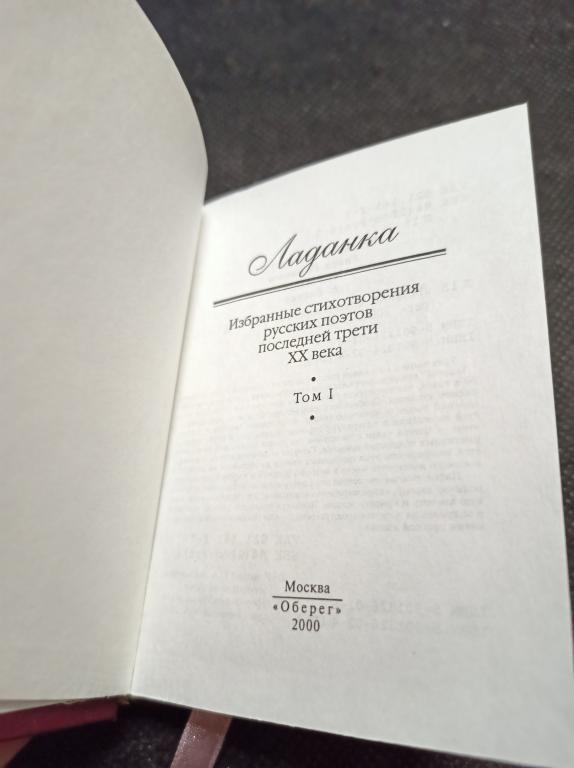 Ладанка
Избранные стихотворения
русских поэтов
последней трети
XX века
Том I
Москва
«Оберег»
2000